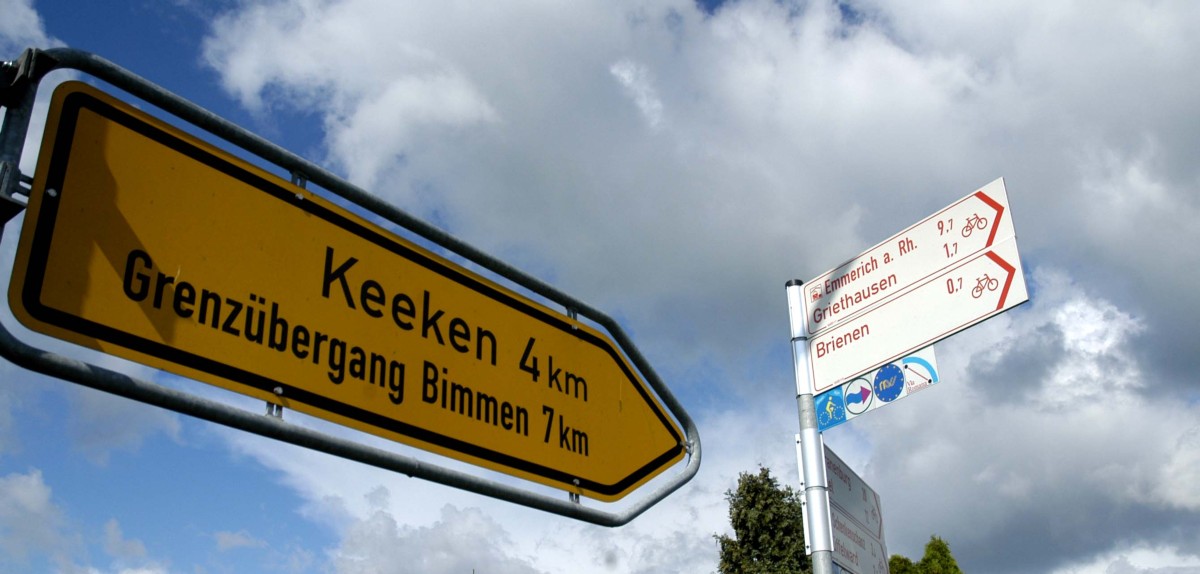 Keeken 4 km
Grenzübergang Bimmen 7 km
Emmerich a. Rh. 9,7
Griethausen 1,7
Brienen 0,7